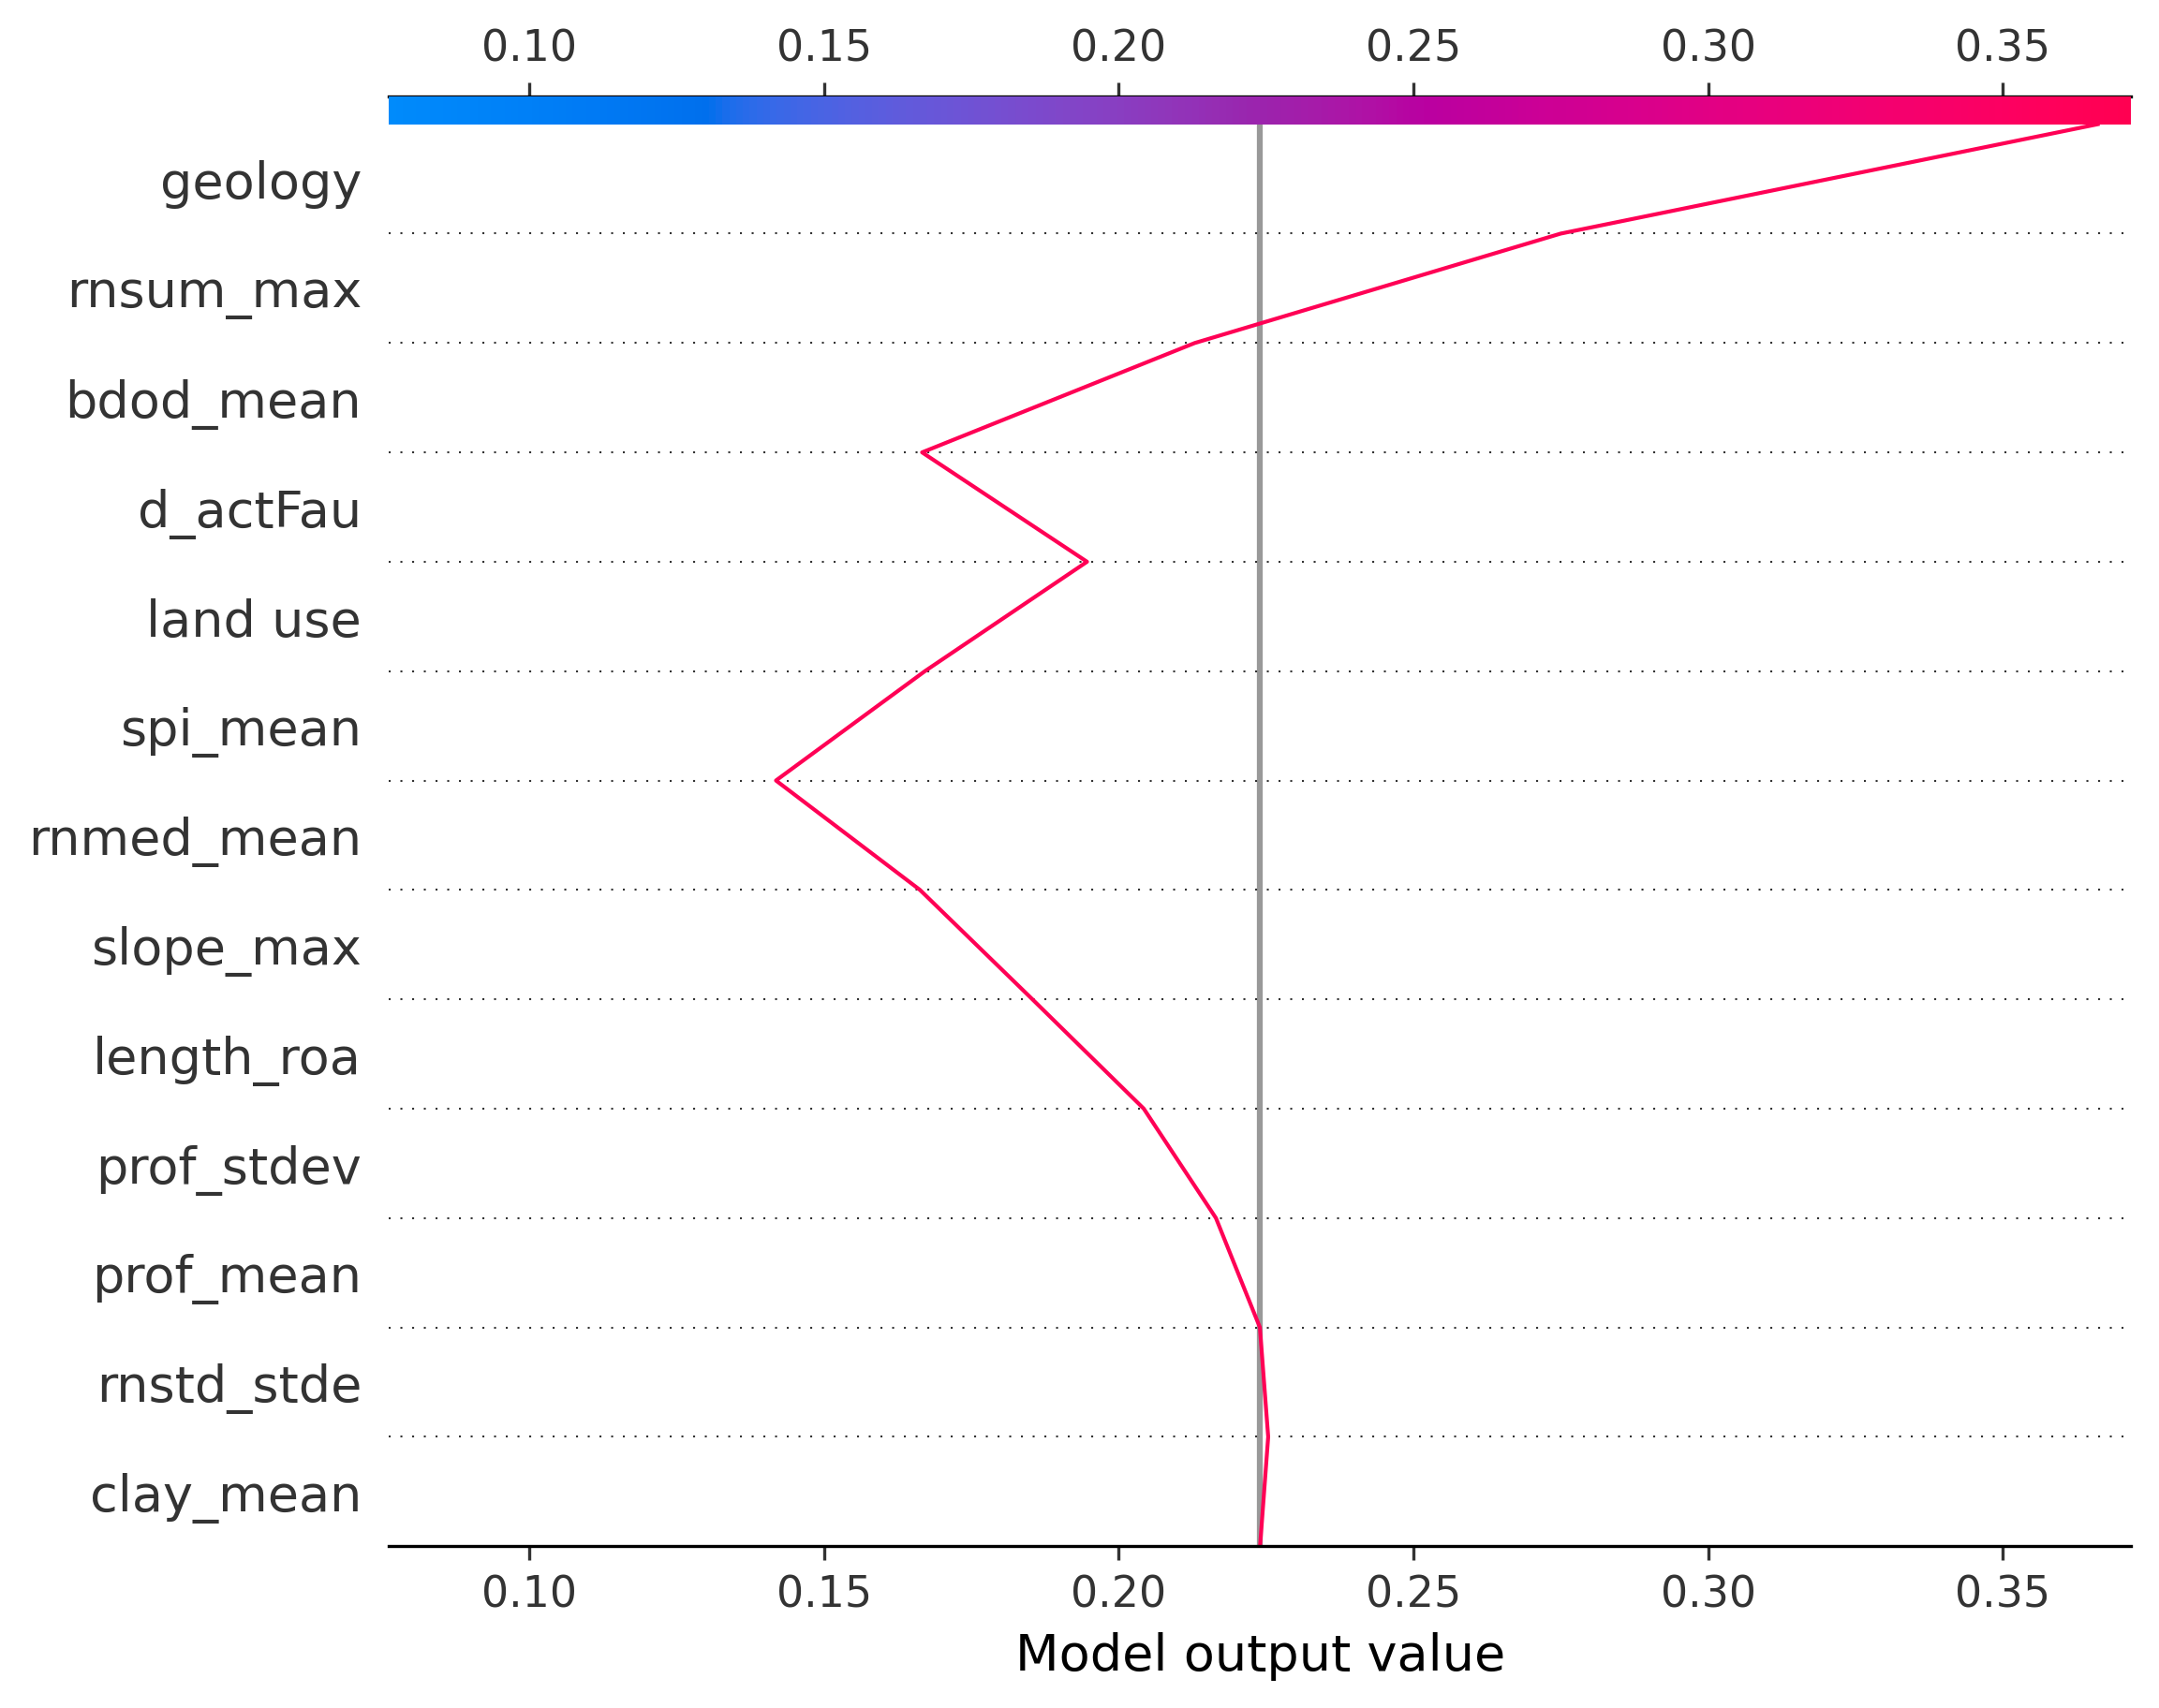 0.10 0.15 0.20 0.25 0.30 0.35
geology
rnsum_max
bdod_mean
d_actFau
land use
spi_mean
rnmed_mean
slope_max
length_roa
prof_stdev
prof_mean
rnstd_stde
clay_mean
0.10 0.15 0.20 0.25 0.30 0.35
Model output value